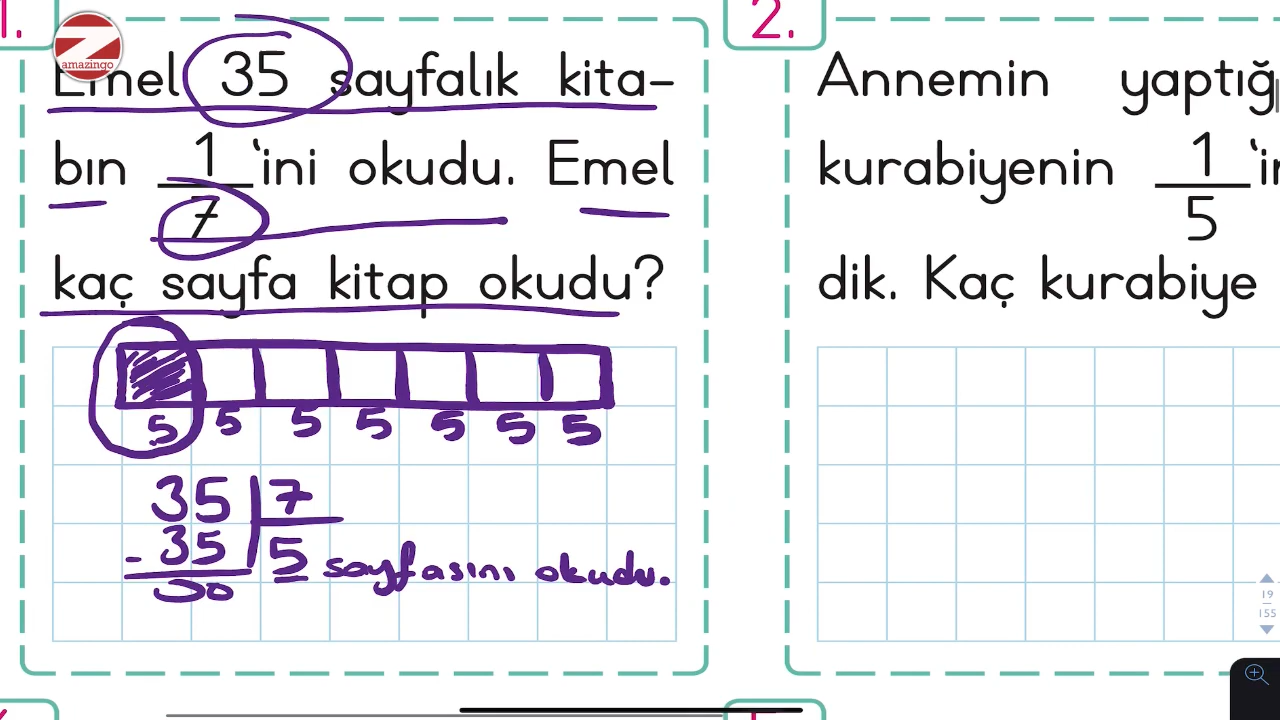 1.
amazingo
Emel 35 sayfalık kita-
bın 1/7 'ini okudu. Emel
kaç sayfa kitap okudu?
5 5 5 5 5 5 5
35 7
- 35 5 sayfasını okudu.
00
2.
Annemin yaptığ
kurabiyenin 1/5 'in
dik. Kaç kurabiye
19
155